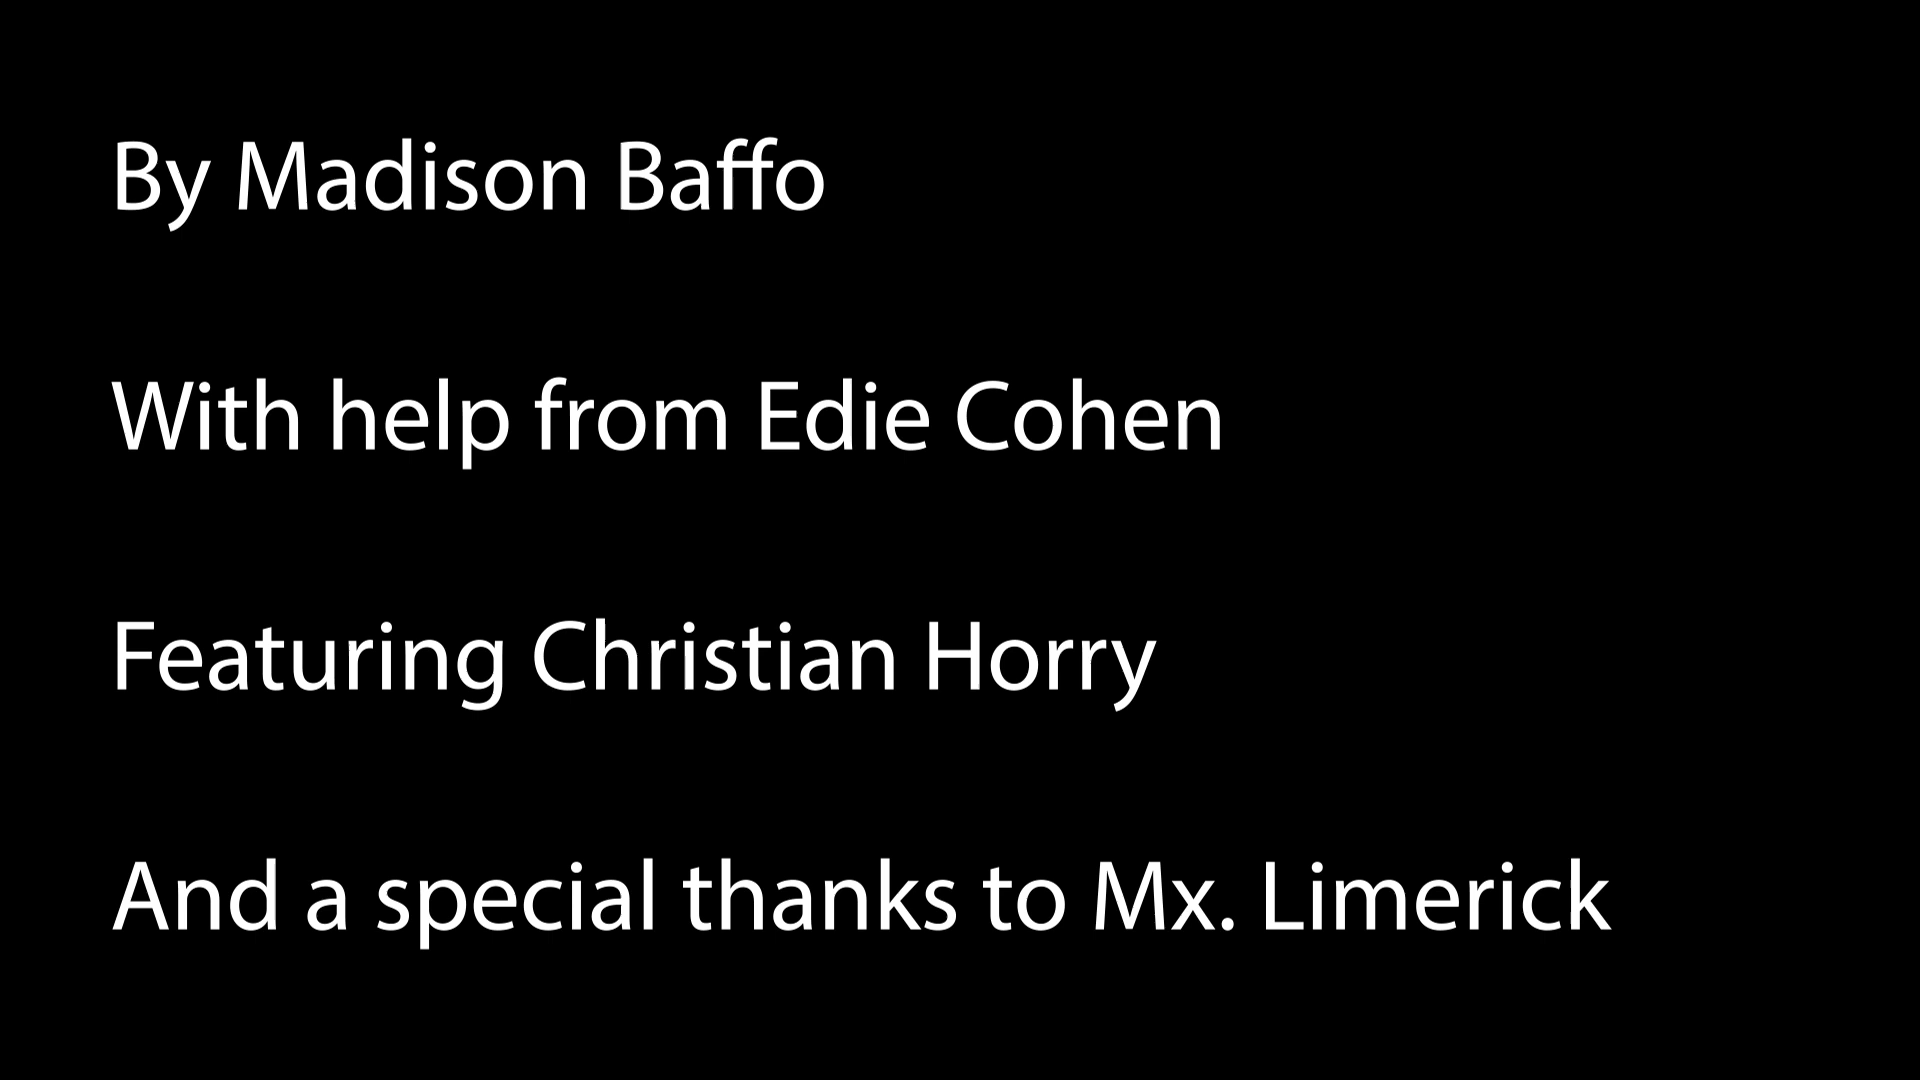 By Madison Baffo
With help from Edie Cohen
Featuring Christian Horry
And a special thanks to Mx. Limerick